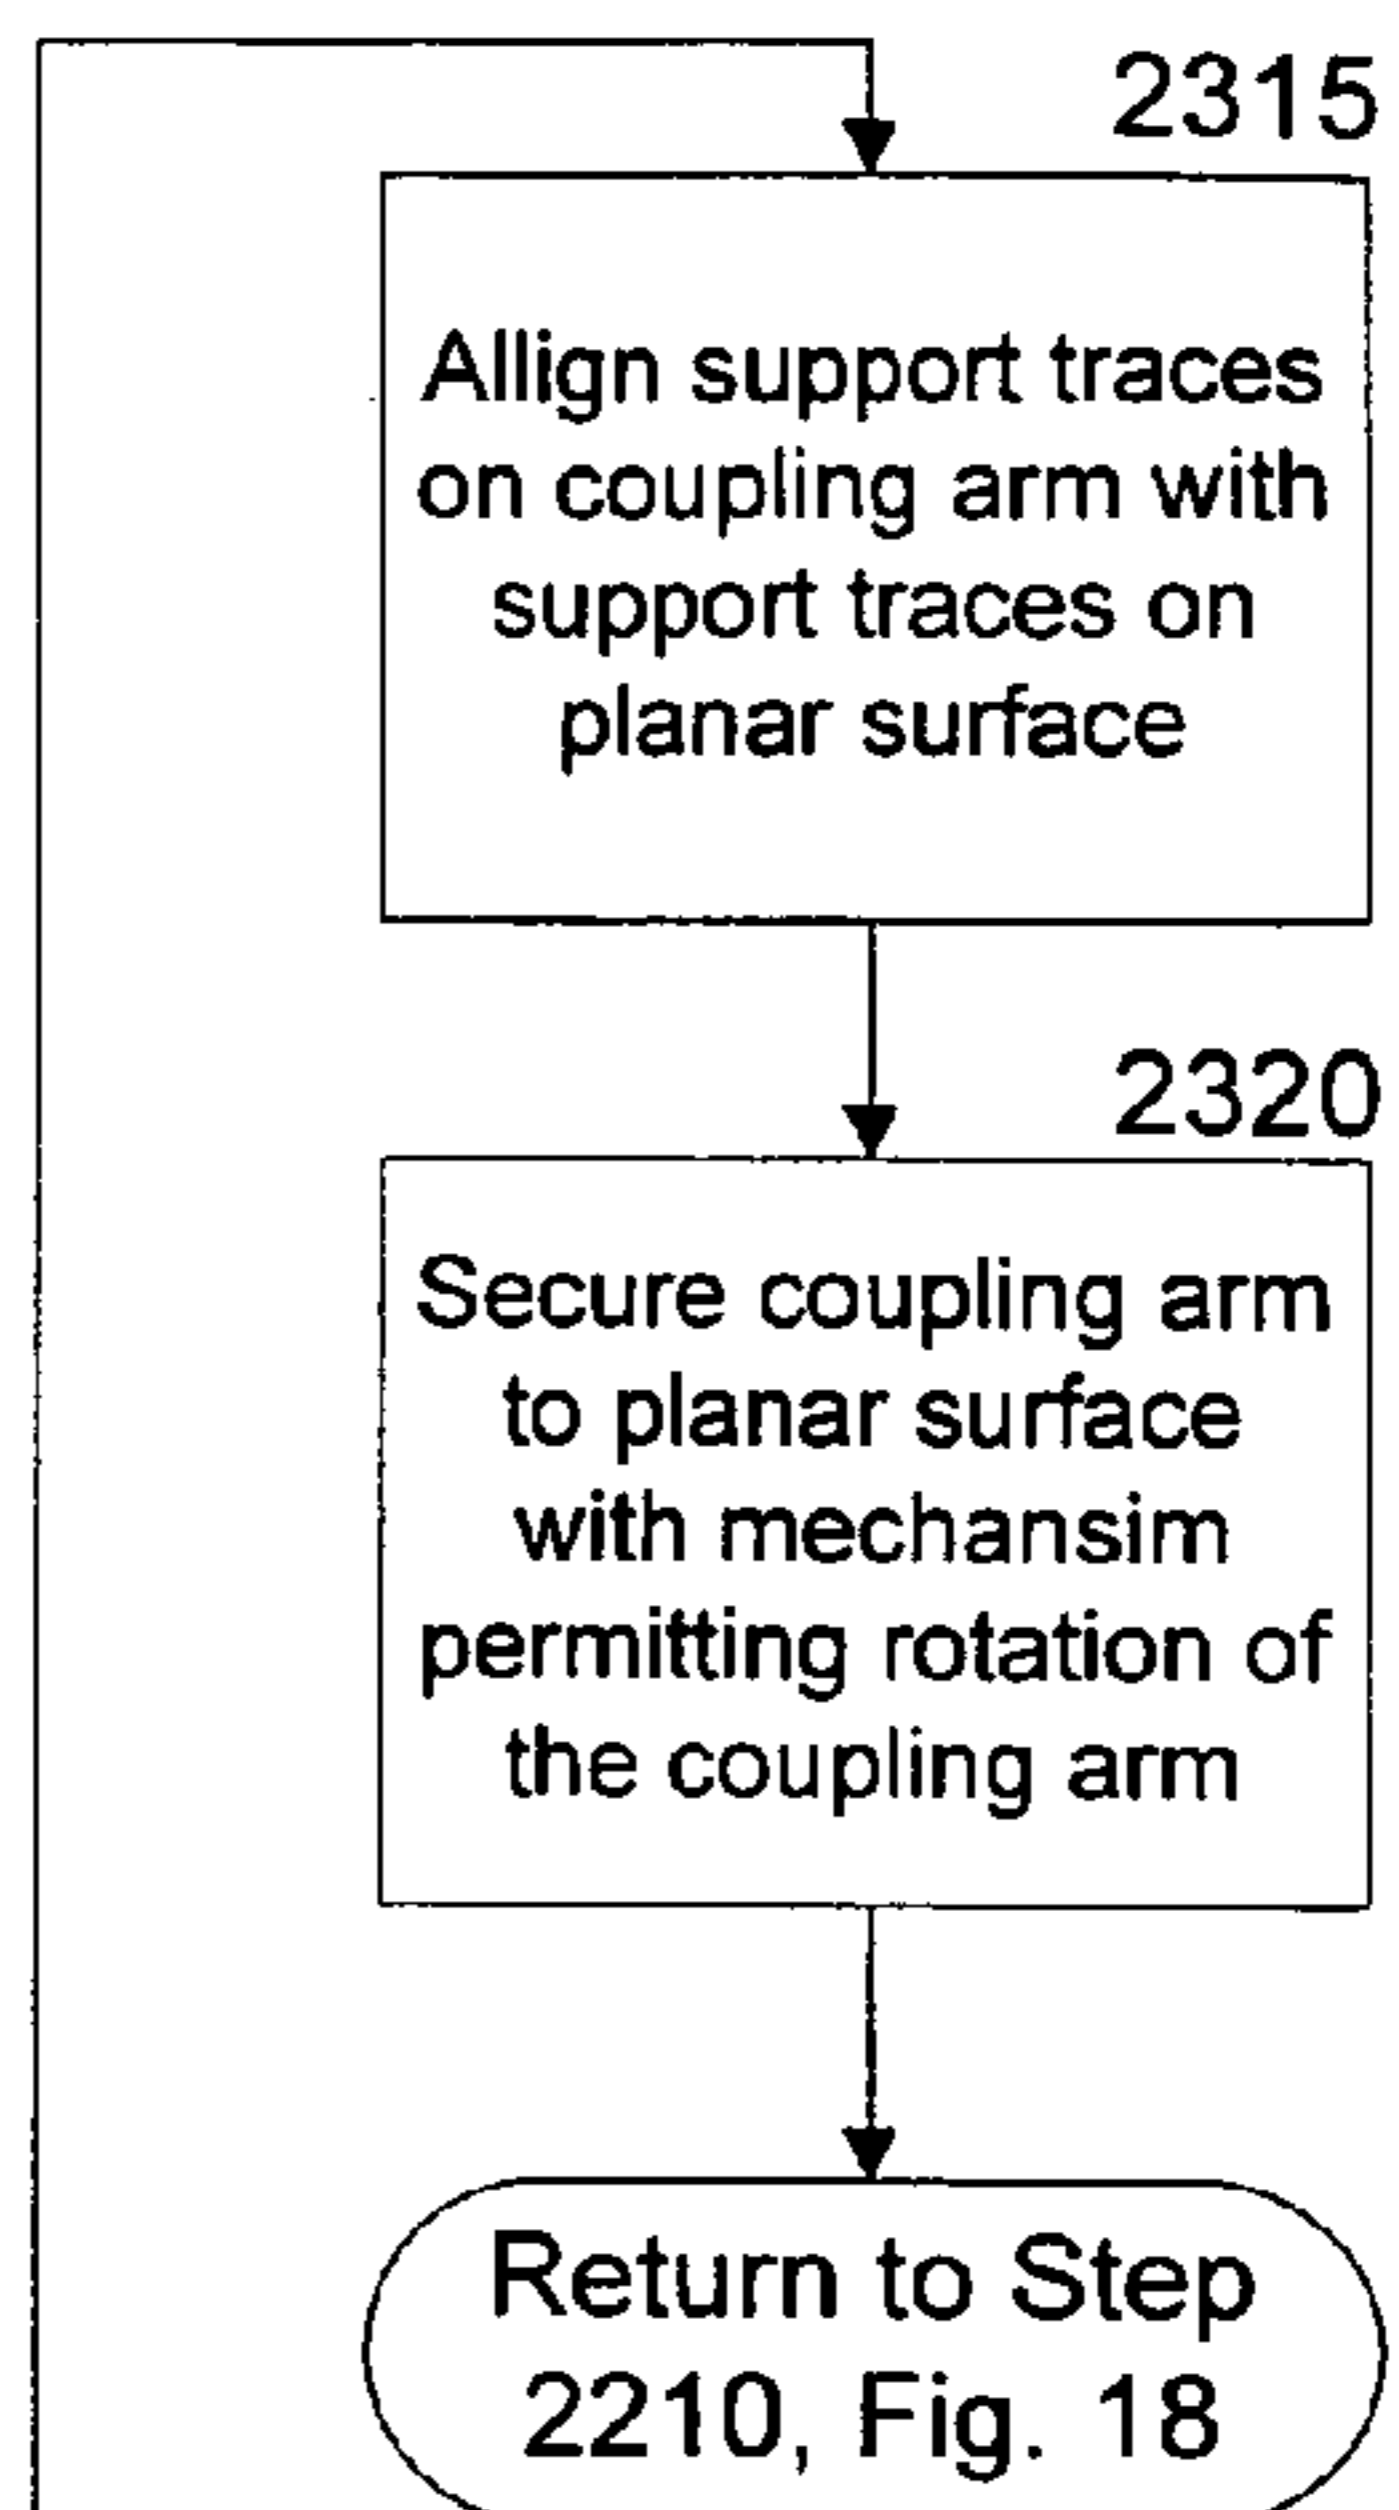 2315
Allign support traces
on coupling arm with
support traces on
planar surface
2320
Secure coupling arm
to planar surface
with mechansim
permitting rotation of
the coupling arm
Return to Step
2210, Fig. 18